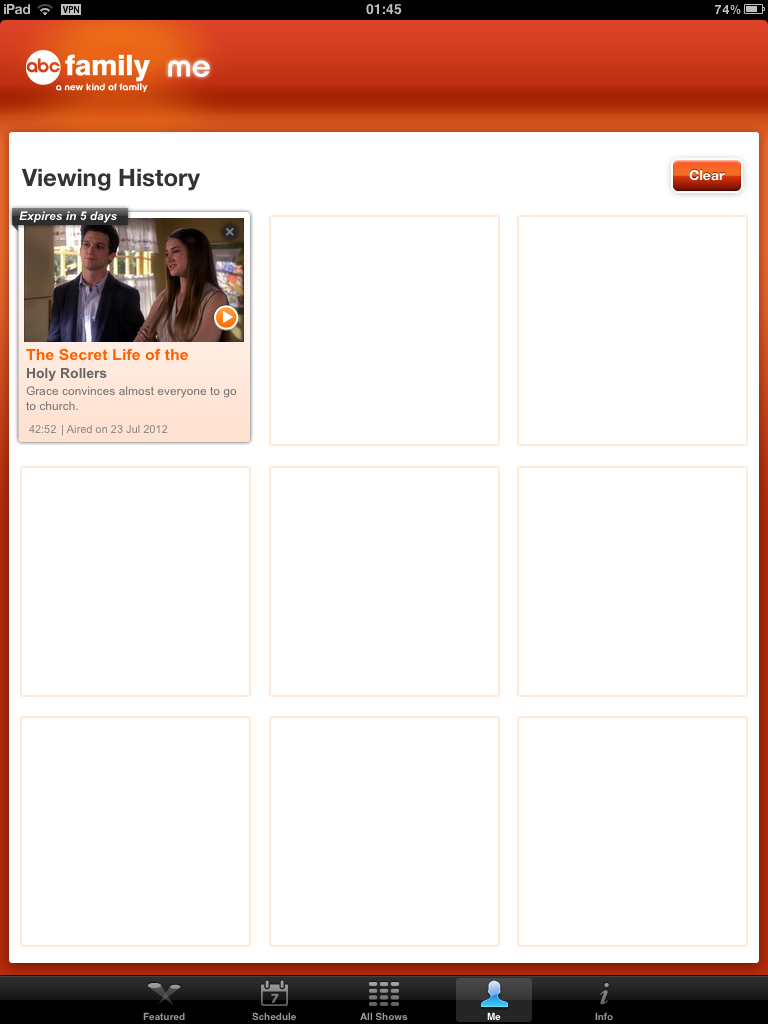 iPad VPN 01:45 74%
abc family me
a new kind of family
Viewing History
Clear
Expires in 5 days
The Secret Life of the
Holy Rollers
Grace convinces almost everyone to go
to church.
42:52 | Aired on 23 Jul 2012
7
Featured Schedule All Shows Me Info